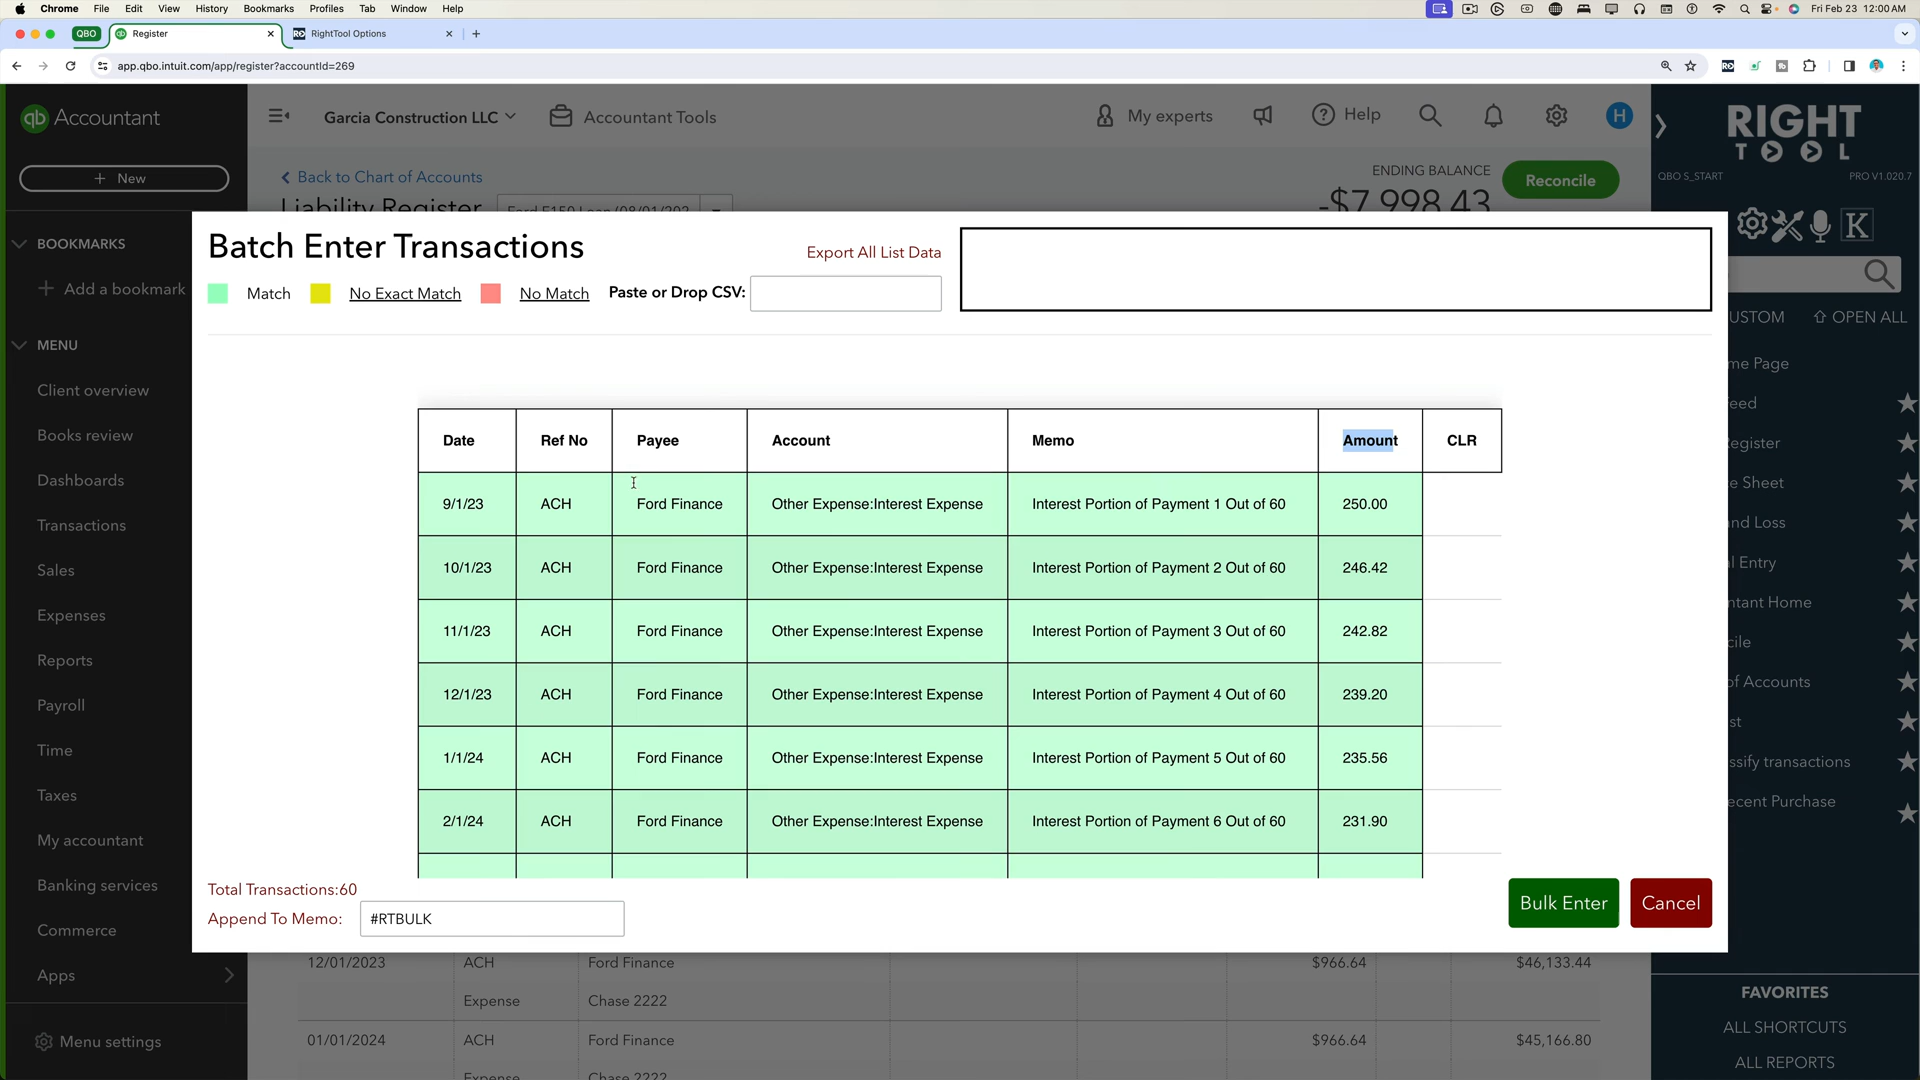 Chrome File Edit View History Bookmarks Profiles Tab Window Help Fri Feb 23 12:00 AM
QBO Register RightTool Options
app.qbo.intuit.com/app/register?accountId=269
qb Accountant
Garcia Construction LLC Accountant Tools My experts Help H
+ New
BOOKMARKS
+ Add a bookmark
MENU
Client overview
Books review
Dashboards
Transactions
Sales
Expenses
Reports
Payroll
Time
Taxes
My accountant
Banking services
Commerce
Apps
Menu settings
Back to Chart of Accounts
Liability Register
ENDING BALANCE
-$7,998.43
Reconcile
Batch Enter Transactions
Export All List Data
Match No Exact Match No Match Paste or Drop CSV:
Date Ref No Payee Account Memo Amount CLR
9/1/23 ACH Ford Finance Other Expense:Interest Expense Interest Portion of Payment 1 Out of 60 250.00
10/1/23 ACH Ford Finance Other Expense:Interest Expense Interest Portion of Payment 2 Out of 60 246.42
11/1/23 ACH Ford Finance Other Expense:Interest Expense Interest Portion of Payment 3 Out of 60 242.82
12/1/23 ACH Ford Finance Other Expense:Interest Expense Interest Portion of Payment 4 Out of 60 239.20
1/1/24 ACH Ford Finance Other Expense:Interest Expense Interest Portion of Payment 5 Out of 60 235.56
2/1/24 ACH Ford Finance Other Expense:Interest Expense Interest Portion of Payment 6 Out of 60 231.90
Total Transactions:60
Append To Memo: #RTBULK
Bulk Enter Cancel
12/01/2023 ACH Ford Finance $966.64 $46,133.44
Expense Chase 2222
01/01/2024 ACH Ford Finance $966.64 $45,166.80
Expense Chase 2222
RIGHT
TOOL
QBO S_START PRO V1.020.7
K
USTOM OPEN ALL
me Page
eed
egister
e Sheet
nd Loss
l Entry
ntant Home
cile
of Accounts
st
ssify transactions
ecent Purchase
FAVORITES
ALL SHORTCUTS
ALL REPORTS